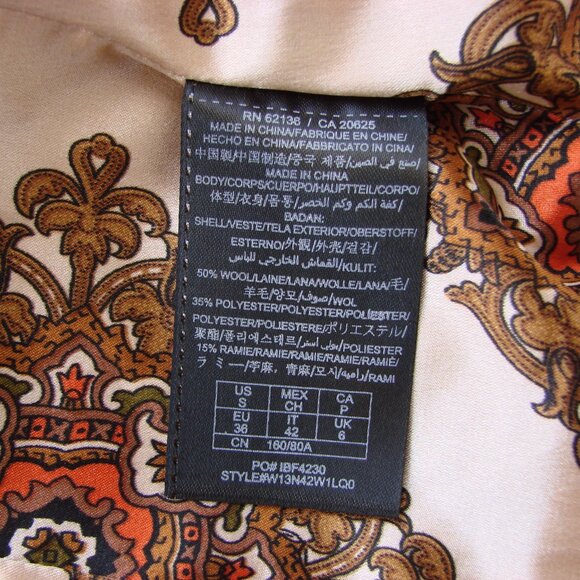 RN 62136 / CA 20625
MADE IN CHINA/FABRIQUE EN CHINE/
HECHO EN CHINA/FABBRICATO IN CINA/
中国製/中国制造/중국 제품/صنع في الصين/
MADE IN CHINA
BODY/CORPS/CUERPO/HAUPTTEIL/CORPO/
体型/衣身/몸통/كفة الكم وكم الخصر/
BADAN:
SHELL/VESTE/TELA EXTERIOR/OBERSTOFF/
ESTERNO/外観/外壳/겉감/
القماش الخارجي للباس/KULIT:
50% WOOL/LAINE/LANA/WOLLE/LANA/毛/
羊毛/양모/صوف/WOL
35% POLYESTER/POLYESTER/POLIÉSTER/
POLYESTER/POLIESTERE/ポリエステル/
聚酯/폴리에스테르/بولي أستر/POLIESTER
15% RAMIE/RAMIE/RAMIE/RAMIE/
ラミー/苧麻, 青麻/모시/رامية/RAMI
US S MEX CH CA P
EU 36 IT 42 UK 6
CN 160/80A
PO# IBF4230
STYLE#W13N42W1LQ0